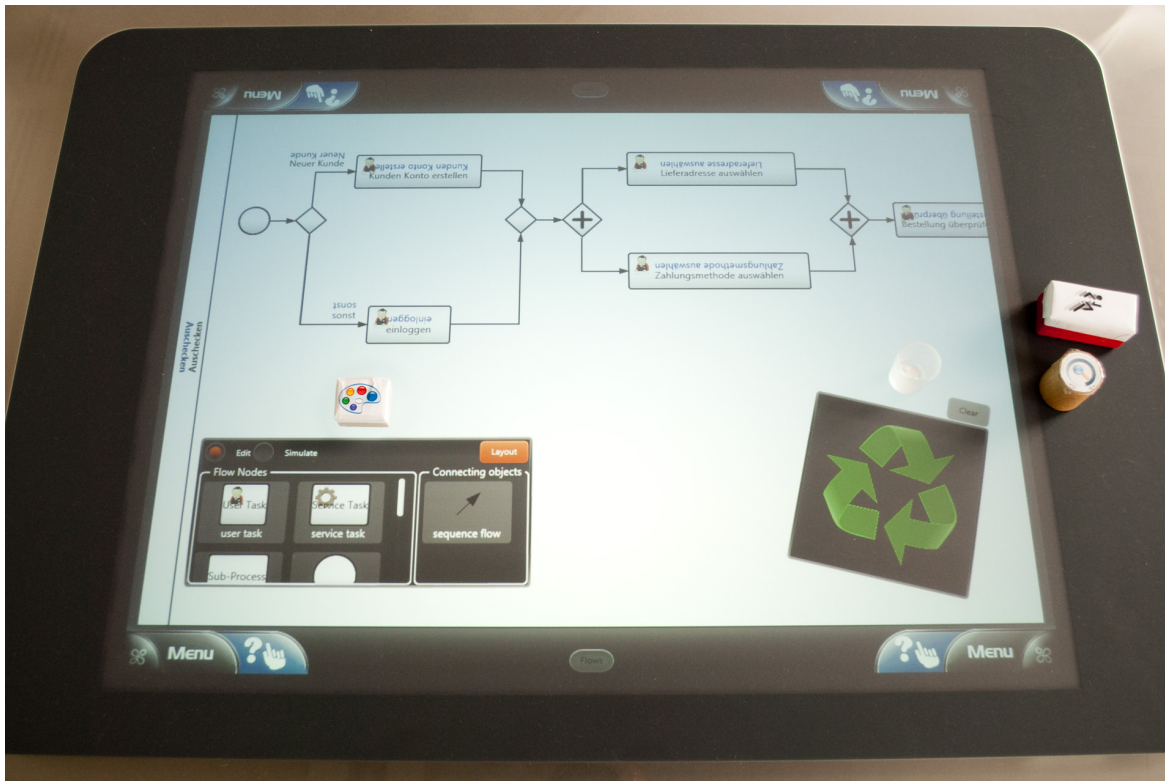 Menu
Menu
Neuer Kunde
Neuer Kunde
Kunden Konto erstellen
Kunden Konto erstellen
Lieferadresse auswählen
Lieferadresse auswählen
Bestellung überprüf
Zahlungsmethode auswählen
Zahlungsmethode auswählen
sonst
sonst
einloggen
einloggen
Auschecken
Auschecken
Clear
Edit
Simulate
Layout
Flow Nodes
Connecting objects
User Task
Service Task
user task
service task
sequence flow
Sub-Process
Menu
?
Flows
?
Menu